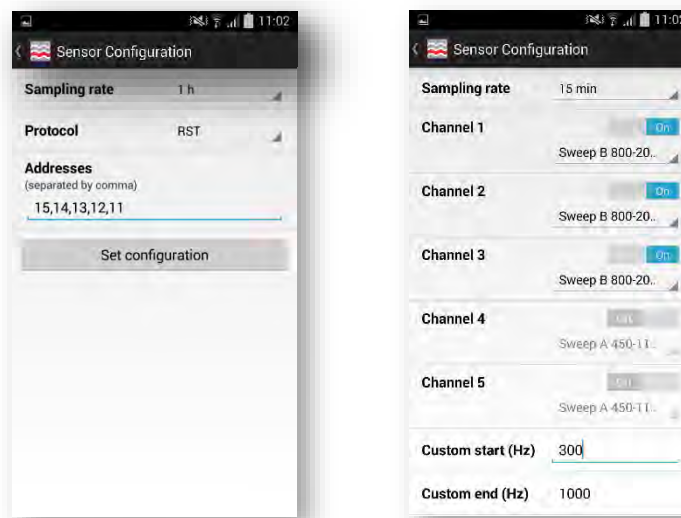 11:02
Sensor Configuration
Sampling rate 1 h
Protocol RST
Addresses
(separated by comma)
15,14,13,12,11
Set configuration
11:02
Sensor Configuration
Sampling rate 15 min
Channel 1 On
Sweep B 800-20..
Channel 2 On
Sweep B 800-20..
Channel 3 On
Sweep B 800-20..
Channel 4
Sweep A 450-11..
Channel 5
Sweep A 450-11..
Custom start (Hz) 300
Custom end (Hz) 1000